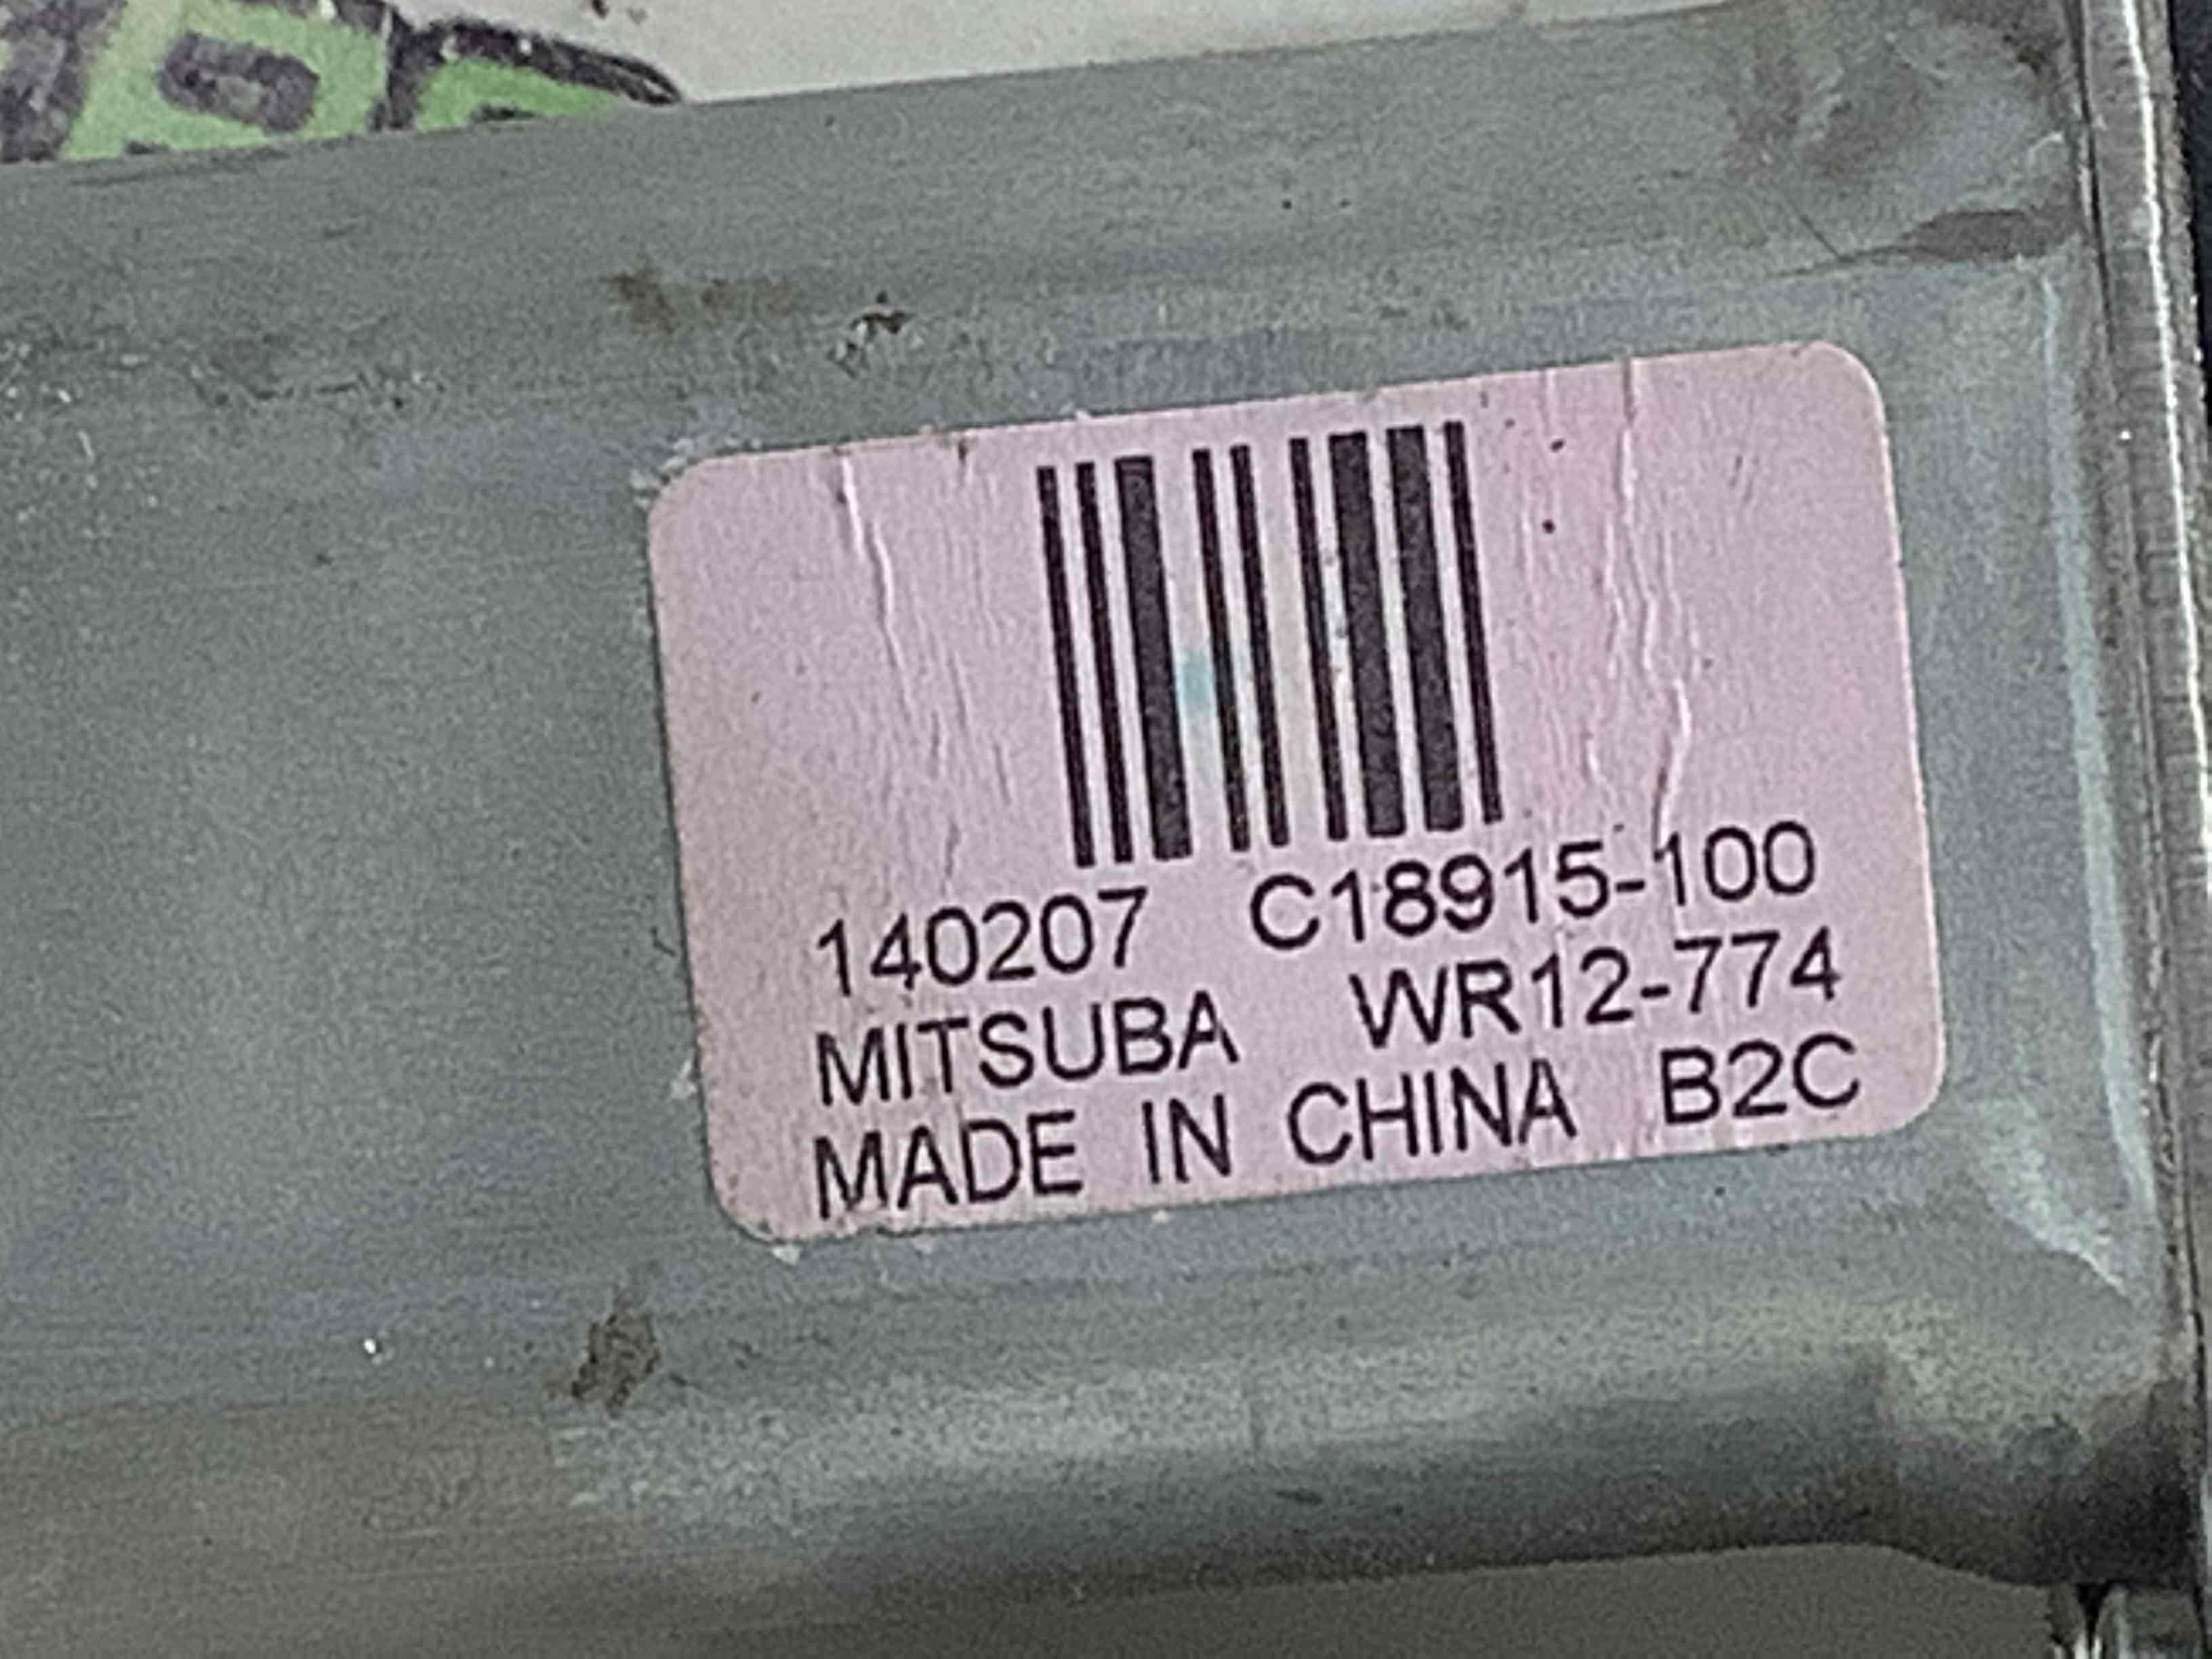 140207 C18915-100
MITSUBA WR12-774
MADE IN CHINA B2C